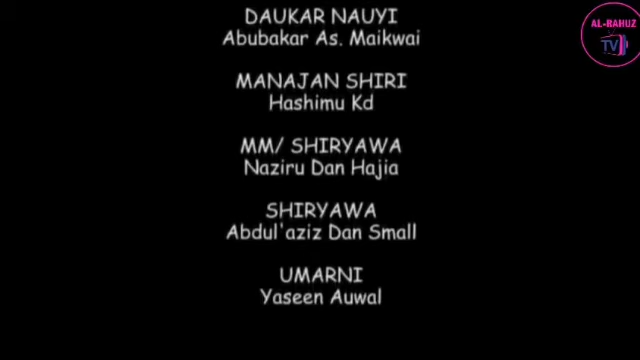 DAUKAR NAUYI
Abubakar As. Maikwai
MANAJAN SHIRI
Hashimu Kd
MM/ SHIRYAWA
Naziru Dan Hajia
SHIRYAWA
Abdul'aziz Dan Small
UMARNI
Yaseen Auwal
AL-RAHUZ
TV